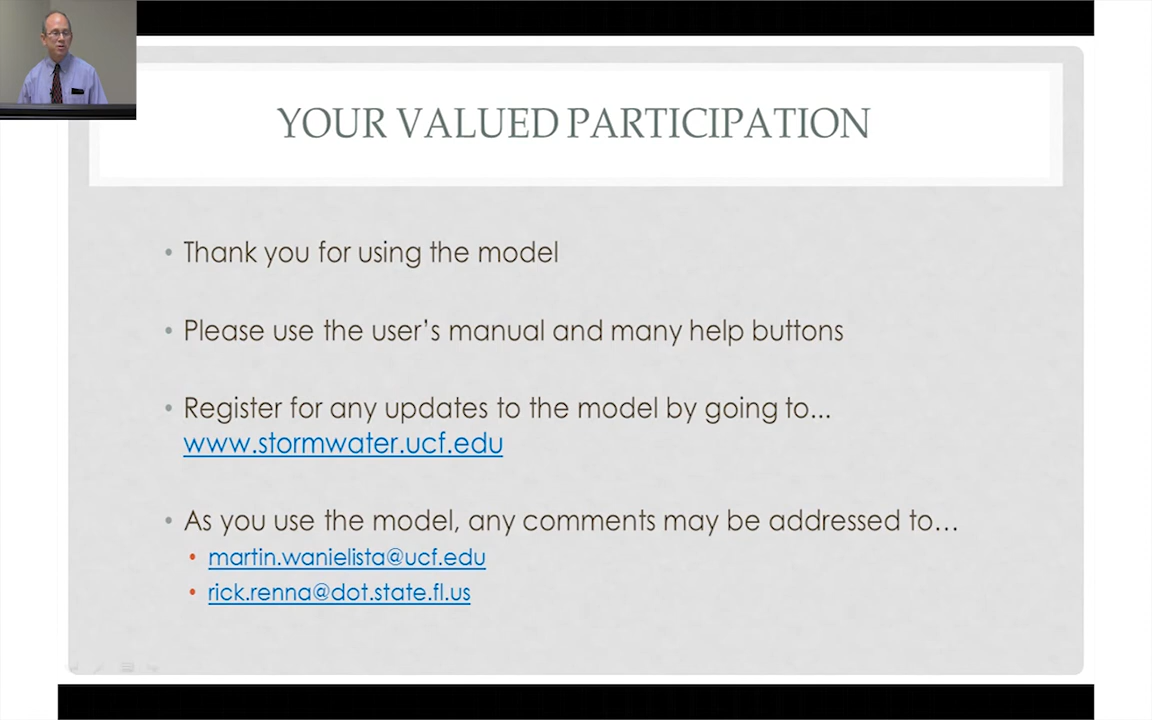 YOUR VALUED PARTICIPATION
• Thank you for using the model
• Please use the user’s manual and many help buttons
• Register for any updates to the model by going to...
www.stormwater.ucf.edu
• As you use the model, any comments may be addressed to...
• martin.wanielista@ucf.edu
• rick.renna@dot.state.fl.us